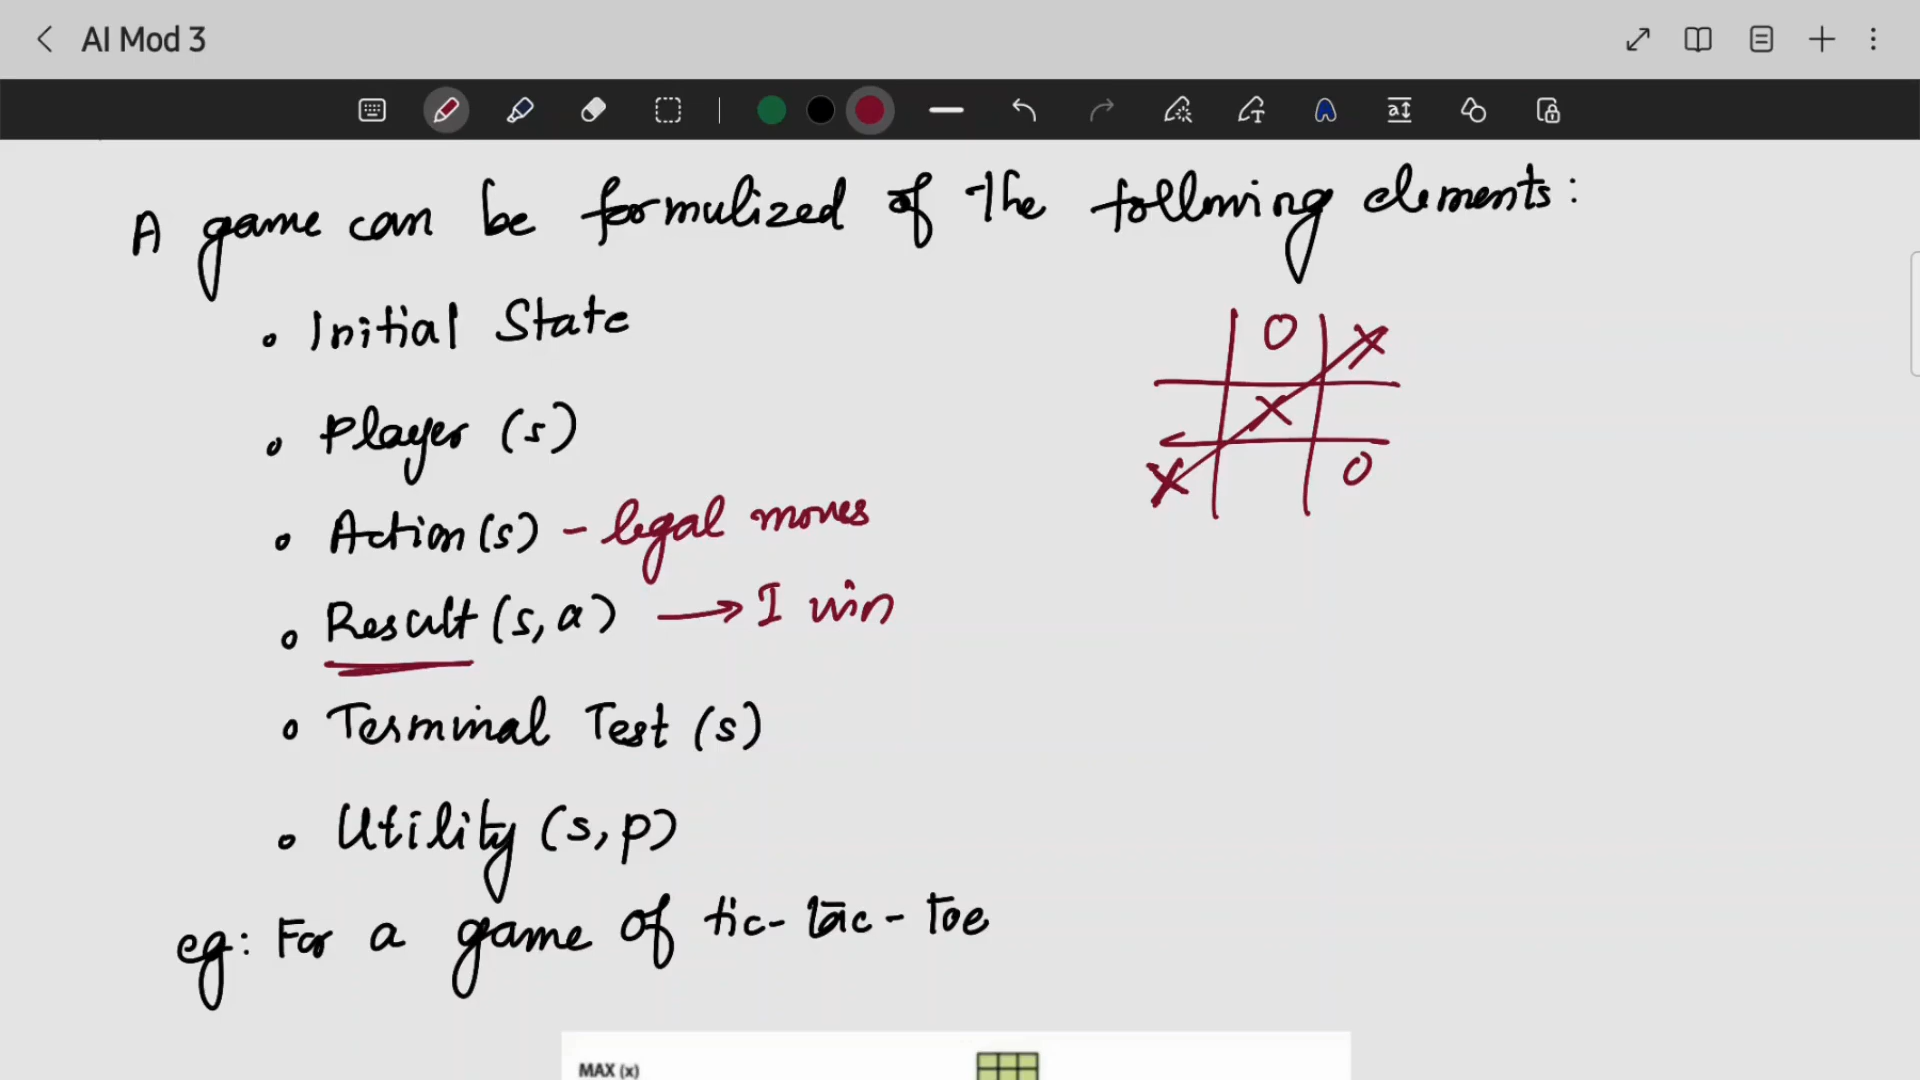 AI Mod 3
A game can be formulized of the following elements:
• Initial State
• Player (s)
• Action(s) - legal moves
• Result (s, a) → I win
• Terminal Test (s)
• Utility (s, p)
eg: For a game of tic-tac-toe
O X
X
X O
MAX (x)